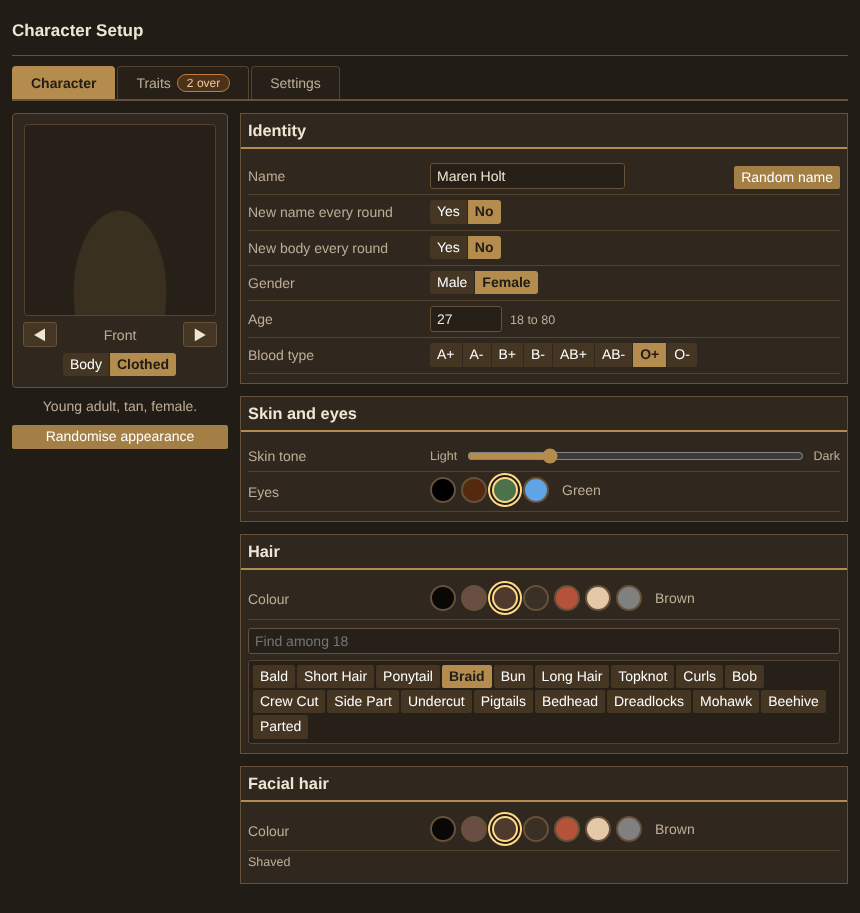 Character Setup
Character Traits 2 over Settings
Front
Body Clothed
Young adult, tan, female.
Randomise appearance
Identity
Name Maren Holt Random name
New name every round Yes No
New body every round Yes No
Gender Male Female
Age 27 18 to 80
Blood type A+ A- B+ B- AB+ AB- O+ O-
Skin and eyes
Skin tone Light Dark
Eyes Green
Hair
Colour Brown
Find among 18
Bald Short Hair Ponytail Braid Bun Long Hair Topknot Curls Bob
Crew Cut Side Part Undercut Pigtails Bedhead Dreadlocks Mohawk Beehive
Parted
Facial hair
Colour Brown
Shaved